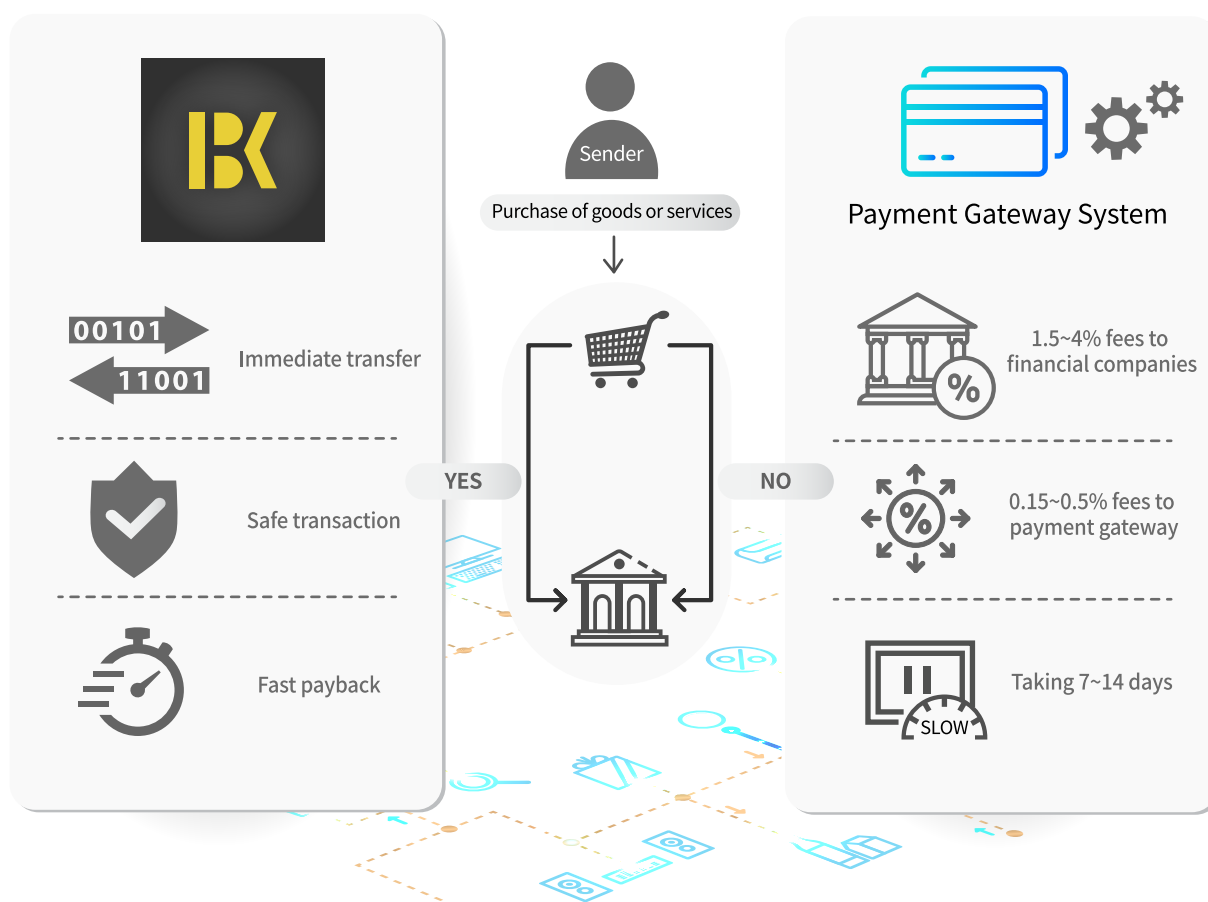 BK
00101
11001
Immediate transfer
Safe transaction
Fast payback
Sender
Purchase of goods or services
YES
NO
Payment Gateway System
%
1.5~4% fees to
financial companies
%
0.15~0.5% fees to
payment gateway
SLOW
Taking 7~14 days